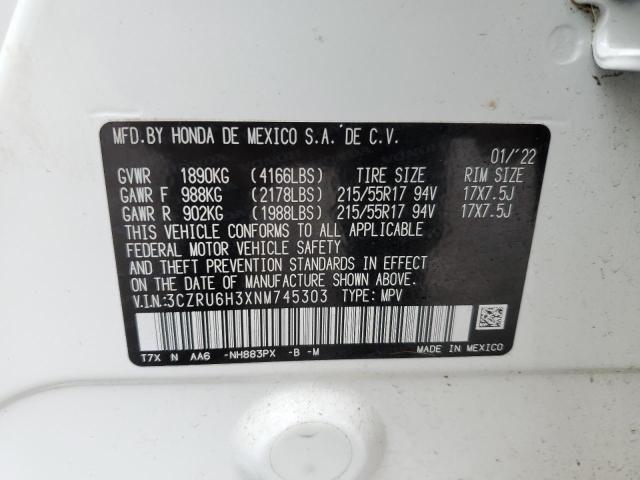 MFD.BY HONDA DE MEXICO S.A. DE C.V.
01/'22
GVWR 1890KG (4166LBS) TIRE SIZE RIM SIZE
GAWR F 988KG (2178LBS) 215/55R17 94V 17X7.5J
GAWR R 902KG (1988LBS) 215/55R17 94V 17X7.5J
THIS VEHICLE CONFORMS TO ALL APPLICABLE
FEDERAL MOTOR VEHICLE SAFETY
AND THEFT PREVENTION STANDARDS IN EFFECT
ON THE DATE OF MANUFACTURE SHOWN ABOVE.
V.I.N.:3CZRU6H3XNM745303 TYPE: MPV
T7X N AA6 -NH883PX -B -M MADE IN MEXICO